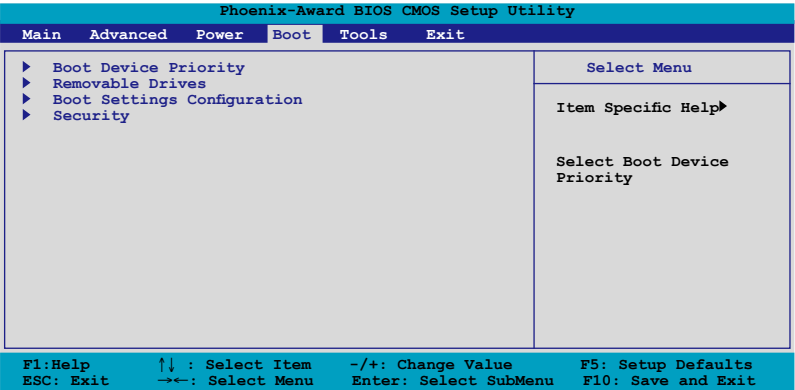 Phoenix-Award BIOS CMOS Setup Utility
Main Advanced Power Boot Tools Exit
Boot Device Priority
Removable Drives
Boot Settings Configuration
Security
Select Menu
Item Specific Help
Select Boot Device
Priority
F1:Help ↑↓ : Select Item -/+: Change Value F5: Setup Defaults
ESC: Exit →←: Select Menu Enter: Select SubMenu F10: Save and Exit